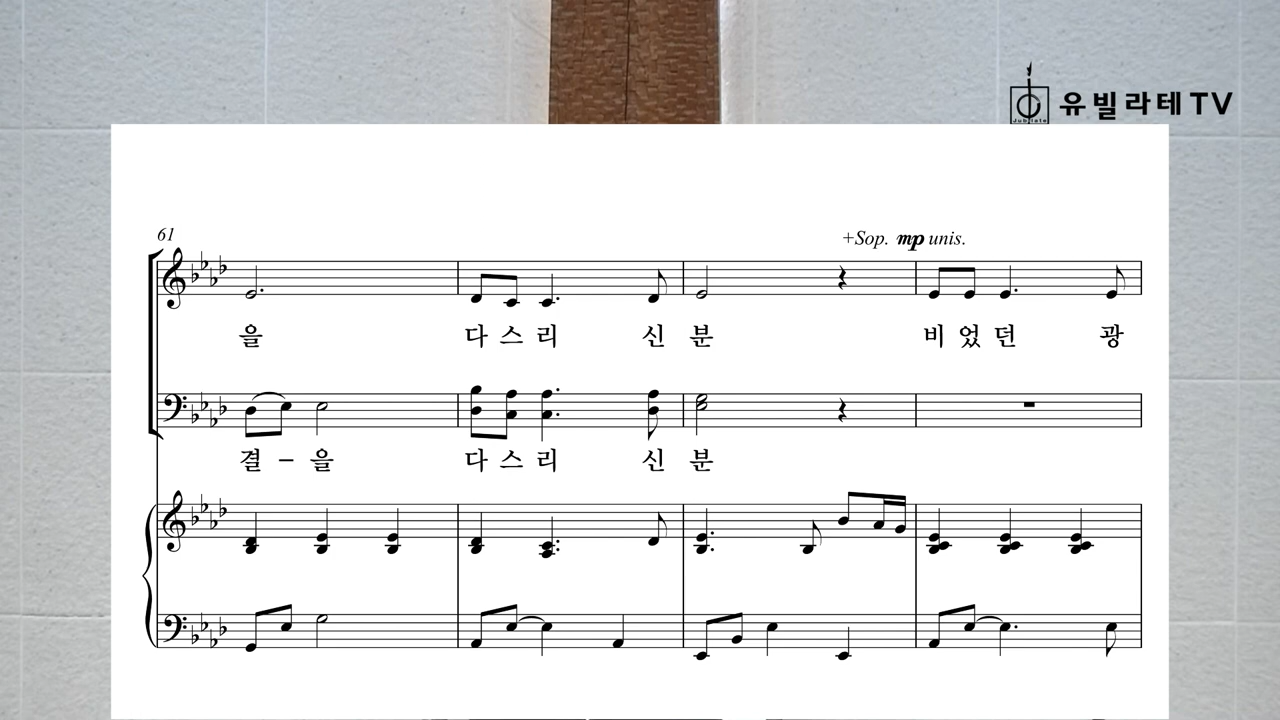 유빌라테TV
Jubilate
61
+Sop. mp unis.
을 다스리 신 분 비었던 광
결 – 을 다스리 신 분